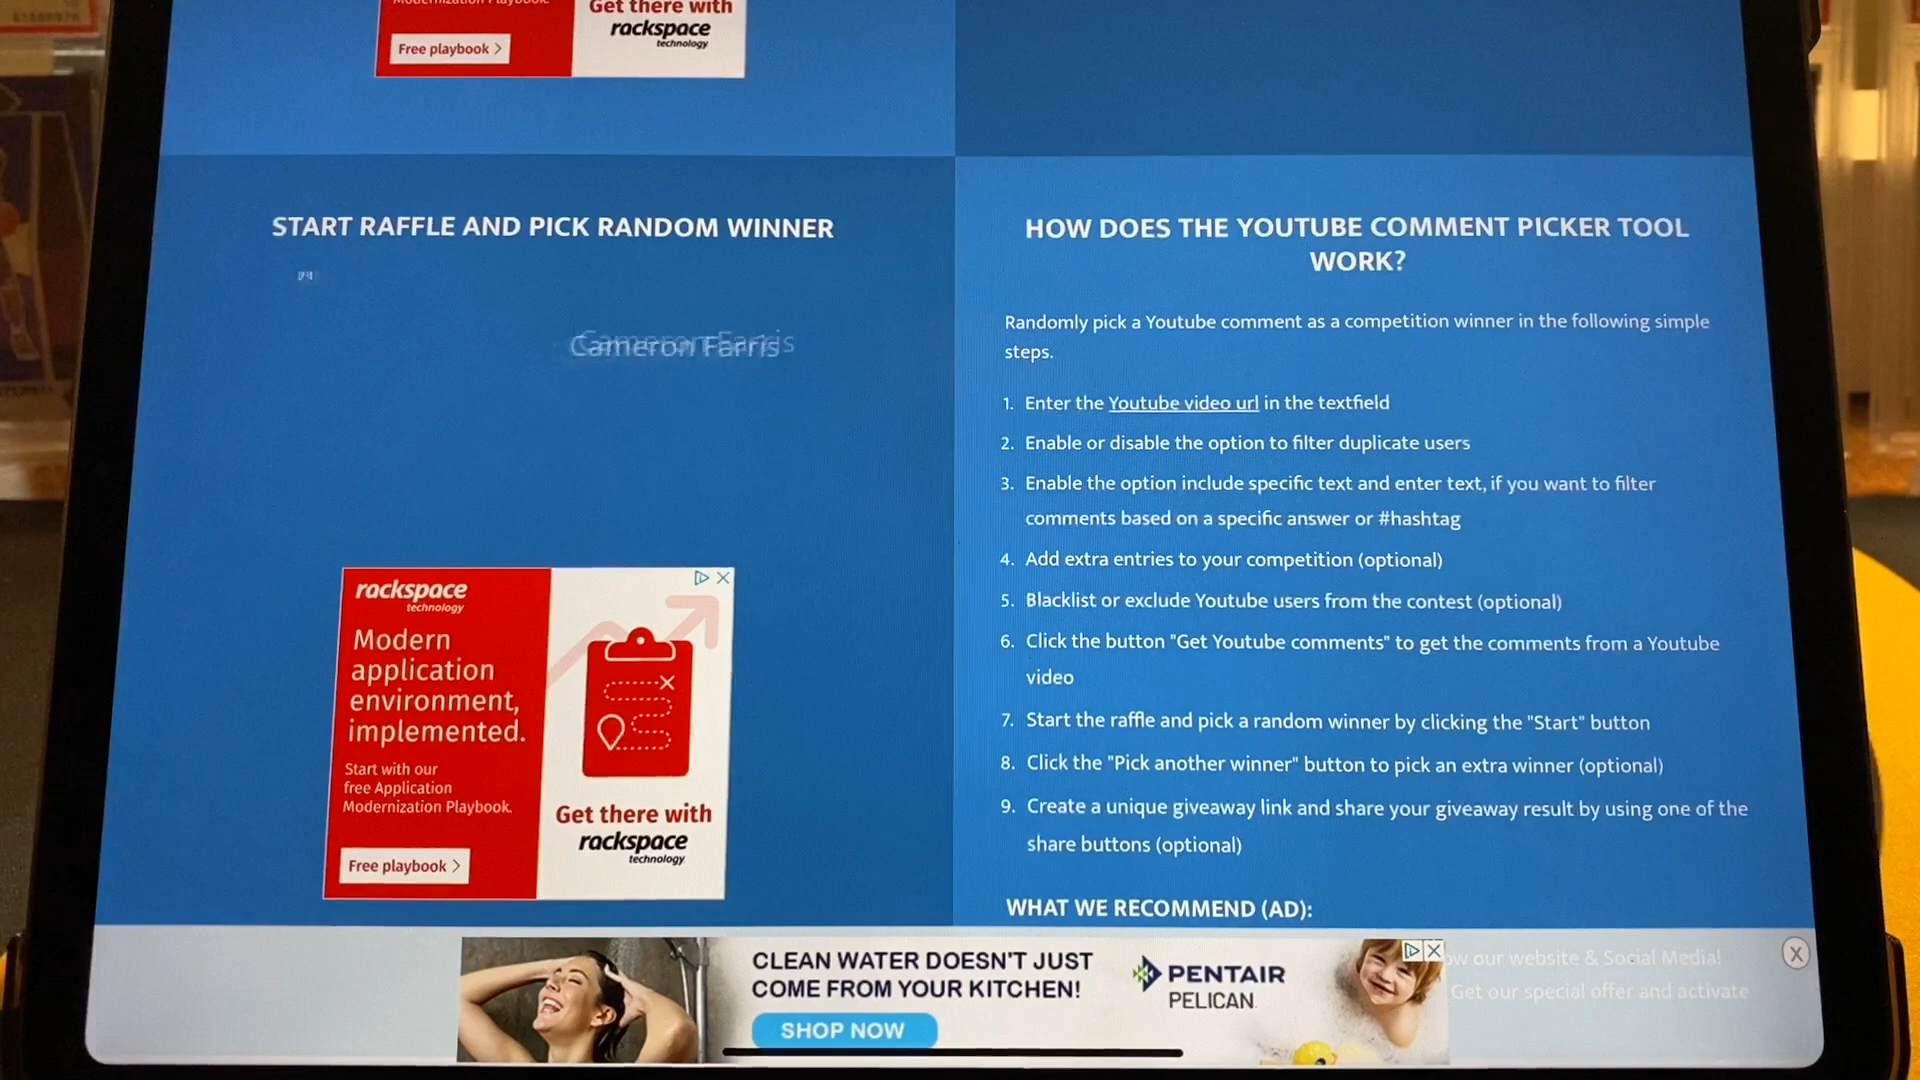 Get there with
rackspace
technology
Free playbook >
START RAFFLE AND PICK RANDOM WINNER
Cameron Farris
rackspace
technology
Modern
application
environment,
implemented.
Start with our
free Application
Modernization Playbook.
Free playbook >
Get there with
rackspace
technology
HOW DOES THE YOUTUBE COMMENT PICKER TOOL
WORK?
Randomly pick a Youtube comment as a competition winner in the following simple
steps.
1. Enter the Youtube video url in the textfield
2. Enable or disable the option to filter duplicate users
3. Enable the option include specific text and enter text, if you want to filter
comments based on a specific answer or #hashtag
4. Add extra entries to your competition (optional)
5. Blacklist or exclude Youtube users from the contest (optional)
6. Click the button "Get Youtube comments" to get the comments from a Youtube
video
7. Start the raffle and pick a random winner by clicking the "Start" button
8. Click the "Pick another winner" button to pick an extra winner (optional)
9. Create a unique giveaway link and share your giveaway result by using one of the
share buttons (optional)
WHAT WE RECOMMEND (AD):
CLEAN WATER DOESN'T JUST
COME FROM YOUR KITCHEN!
SHOP NOW
PENTAIR
PELICAN
our website & Social Media!
Get our special offer and activate